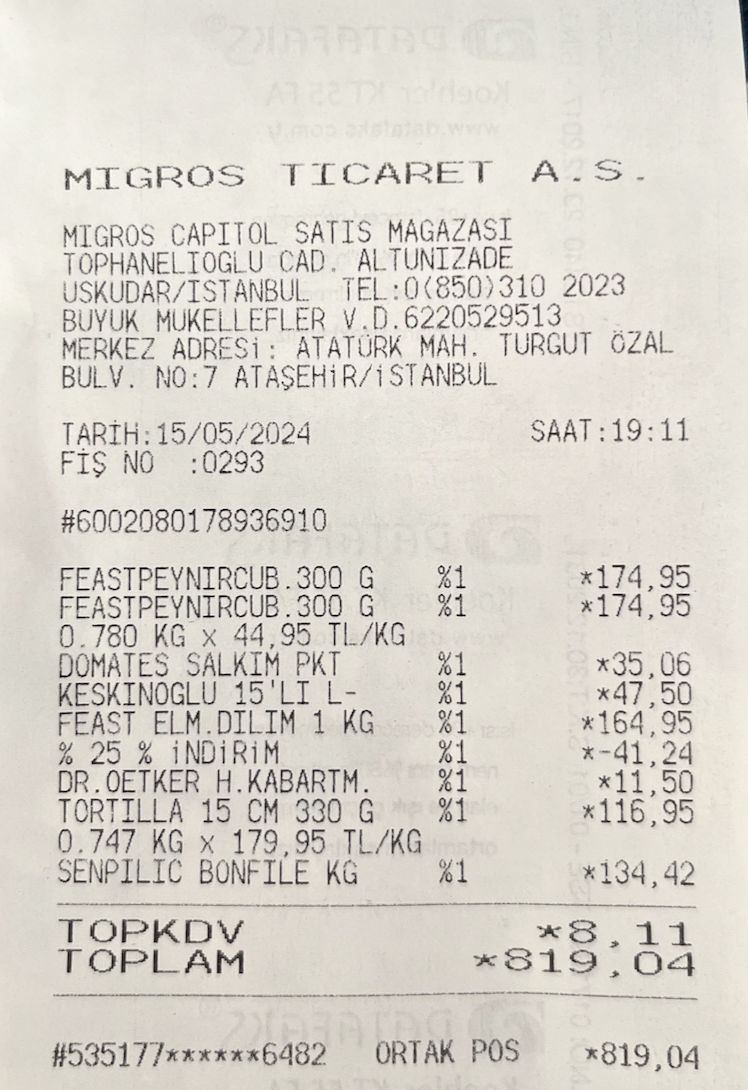 MIGROS TICARET A.S.
MIGROS CAPITOL SATIS MAGAZASI
TOPHANELIOGLU CAD. ALTUNIZADE
USKUDAR/ISTANBUL TEL:0(850)310 2023
BUYUK MUKELLEFLER V.D.6220529513
MERKEZ ADRESİ: ATATÜRK MAH. TURGUT ÖZAL
BULV. NO:7 ATAŞEHİR/İSTANBUL
TARİH:15/05/2024 SAAT:19:11
FİŞ NO :0293
#6002080178936910
FEASTPEYNIRCUB.300 G %1 *174,95
FEASTPEYNIRCUB.300 G %1 *174,95
0.780 KG x 44,95 TL/KG
DOMATES SALKIM PKT %1 *35,06
KESKINOGLU 15'LI L- %1 *47,50
FEAST ELM.DILIM 1 KG %1 *164,95
% 25 % İNDİRİM %1 *-41,24
DR.OETKER H.KABARTM. %1 *11,50
TORTILLA 15 CM 330 G %1 *116,95
0.747 KG x 179,95 TL/KG
SENPILIC BONFILE KG %1 *134,42
TOPKDV *8,11
TOPLAM *819,04
#535177******6482 ORTAK POS *819,04